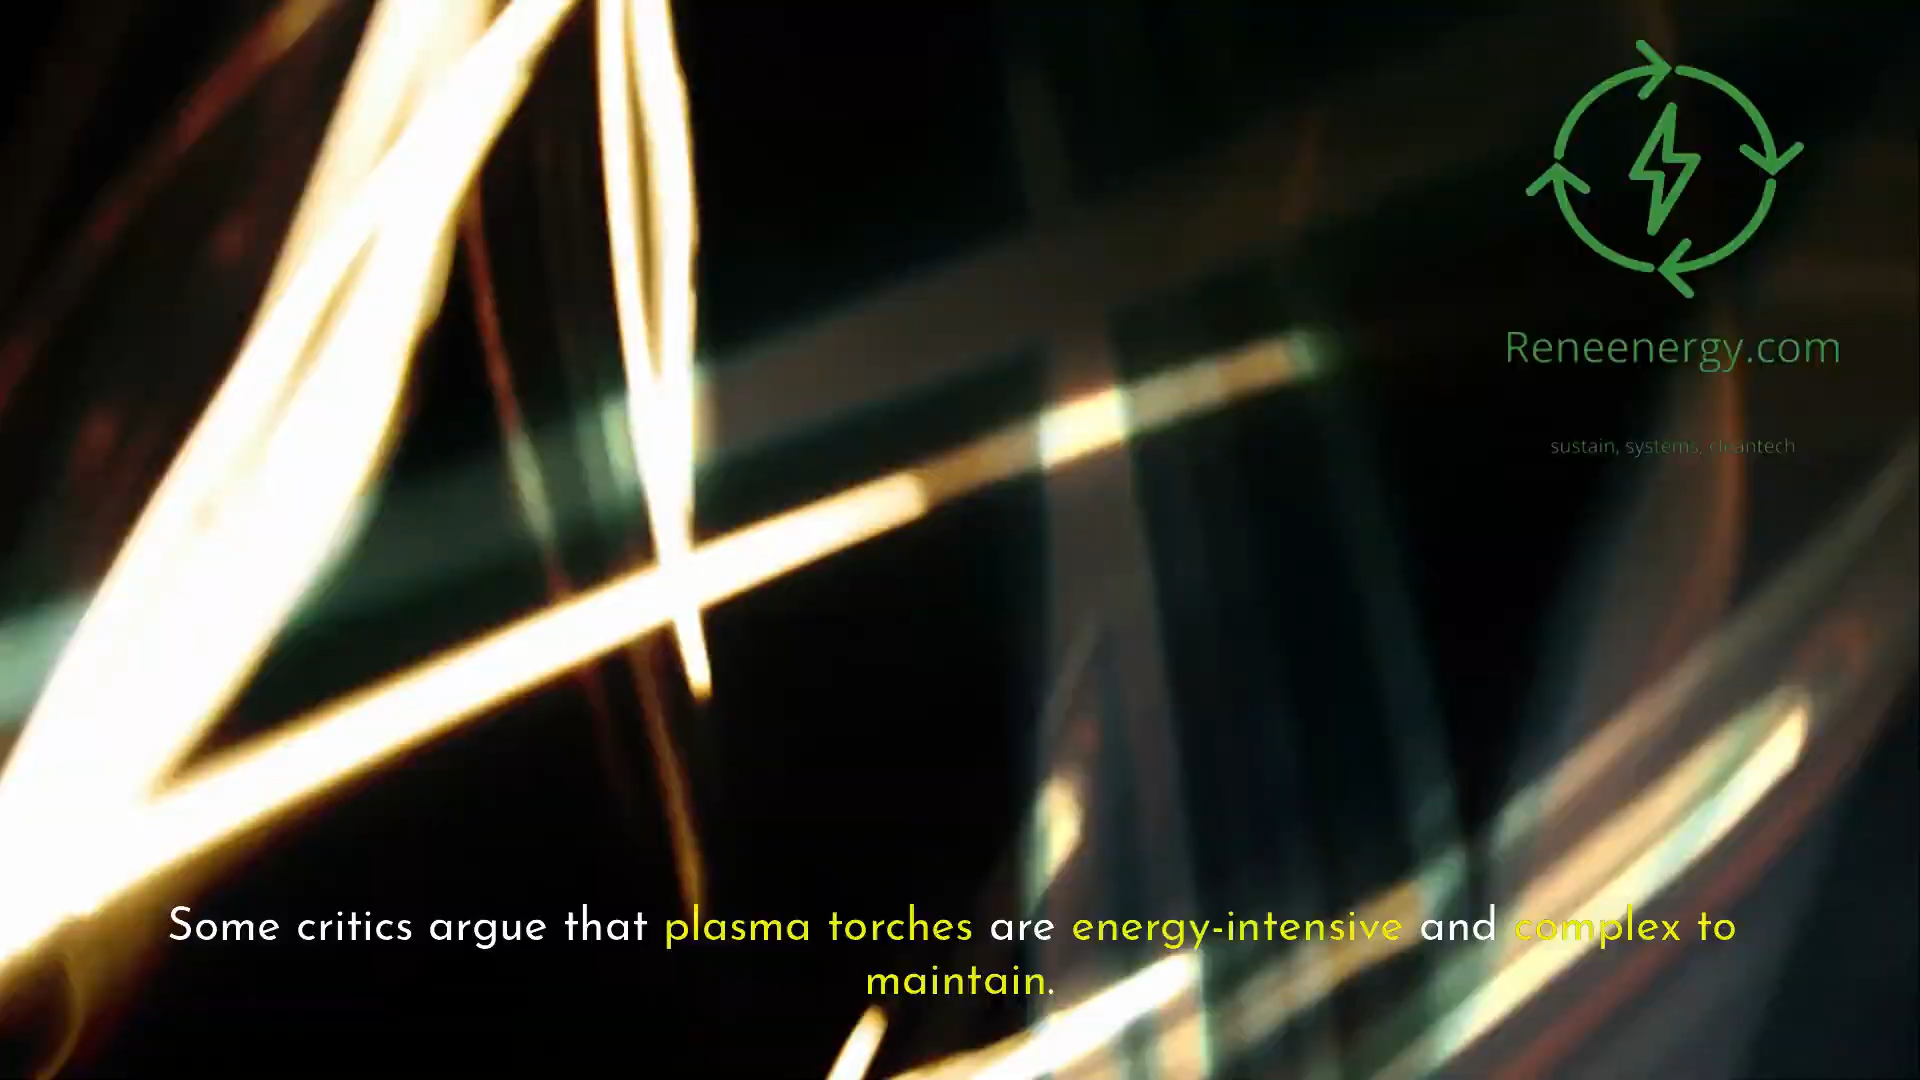 Reneenergy.com
sustain, systems, cleantech
Some critics argue that plasma torches are energy-intensive and complex to
maintain.